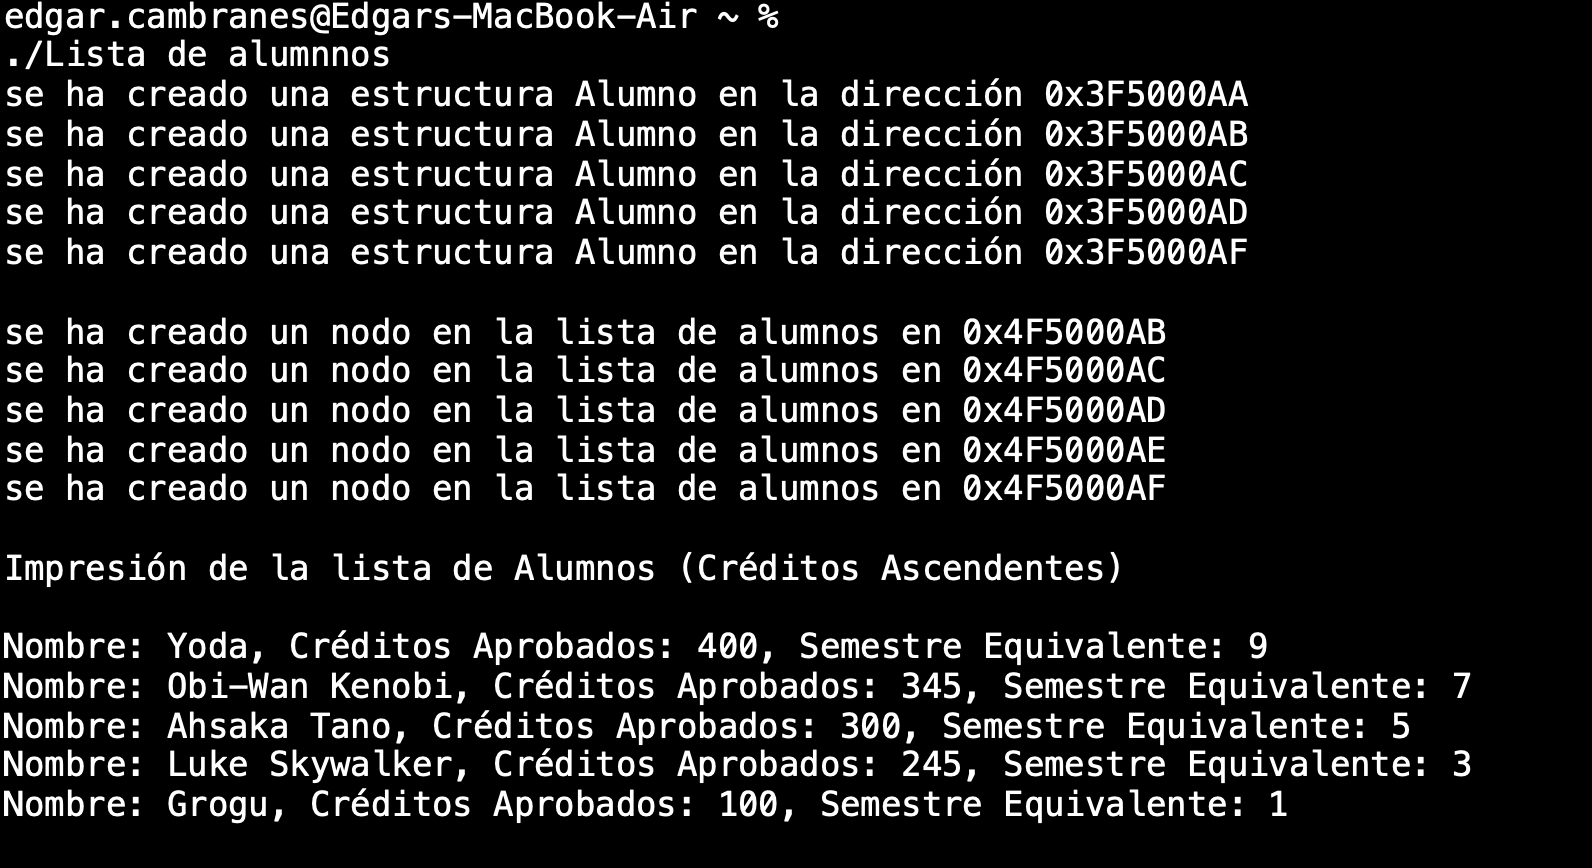 edgar.cambranes@Edgars-MacBook-Air ~ %
./Lista de alumnnos
se ha creado una estructura Alumno en la dirección 0x3F5000AA
se ha creado una estructura Alumno en la dirección 0x3F5000AB
se ha creado una estructura Alumno en la dirección 0x3F5000AC
se ha creado una estructura Alumno en la dirección 0x3F5000AD
se ha creado una estructura Alumno en la dirección 0x3F5000AF
se ha creado un nodo en la lista de alumnos en 0x4F5000AB
se ha creado un nodo en la lista de alumnos en 0x4F5000AC
se ha creado un nodo en la lista de alumnos en 0x4F5000AD
se ha creado un nodo en la lista de alumnos en 0x4F5000AE
se ha creado un nodo en la lista de alumnos en 0x4F5000AF
Impresión de la lista de Alumnos (Créditos Ascendentes)
Nombre: Yoda, Créditos Aprobados: 400, Semestre Equivalente: 9
Nombre: Obi-Wan Kenobi, Créditos Aprobados: 345, Semestre Equivalente: 7
Nombre: Ahsaka Tano, Créditos Aprobados: 300, Semestre Equivalente: 5
Nombre: Luke Skywalker, Créditos Aprobados: 245, Semestre Equivalente: 3
Nombre: Grogu, Créditos Aprobados: 100, Semestre Equivalente: 1